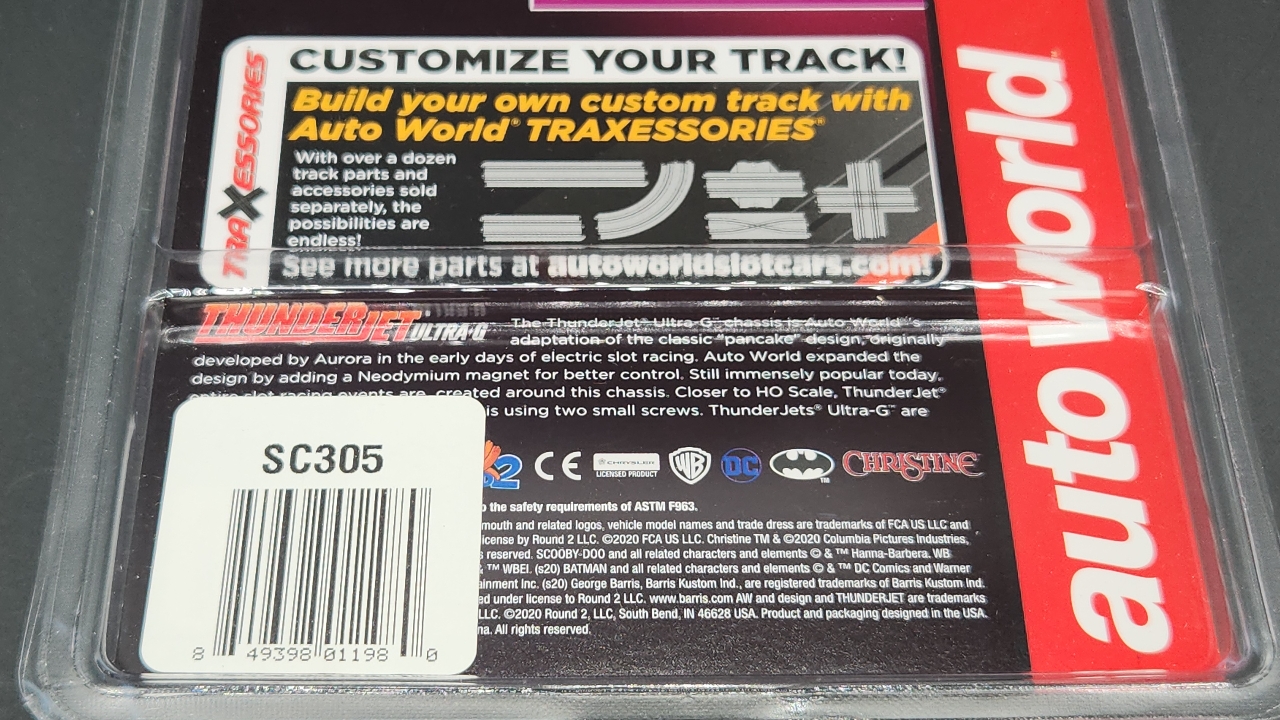 CUSTOMIZE YOUR TRACK!
TRAXESSORIES
Build your own custom track with
Auto World® TRAXESSORIES®
With over a dozen
track parts and
accessories sold
separately, the
possibilities are
endless!
See more parts at autoworldslotcars.com!
auto world
THUNDERJET ULTRA-G
The ThunderJet® Ultra-G™ chassis is Auto World™'s
adaptation of the classic "pancake" design, originally
developed by Aurora in the early days of electric slot racing. Auto World expanded the
design by adding a Neodymium magnet for better control. Still immensely popular today,
entire slot racing events are created around this chassis. Closer to HO Scale, ThunderJet®
is using two small screws. ThunderJets® Ultra-G™ are
SC305
2 CE CHRYSLER LICENSED PRODUCT WB DC ™ CHRISTINE
the safety requirements of ASTM F963.
mouth and related logos, vehicle model names and trade dress are trademarks of FCA US LLC and
license by Round 2 LLC. ©2020 FCA US LLC. Christine TM & ©2020 Columbia Pictures Industries,
reserved. SCOOBY-DOO and all related characters and elements © & ™ Hanna-Barbera. WB
™ WBEI. (s20) BATMAN and all related characters and elements © & ™ DC Comics and Warner
ainment Inc. (s20) George Barris, Barris Kustom Ind., are registered trademarks of Barris Kustom Ind.
ed under license to Round 2 LLC. www.barris.com AW and design and THUNDERJET are trademarks
LLC. ©2020 Round 2, LLC, South Bend, IN 46628 USA. Product and packaging designed in the USA.
na. All rights reserved.
8 49398 01198 0